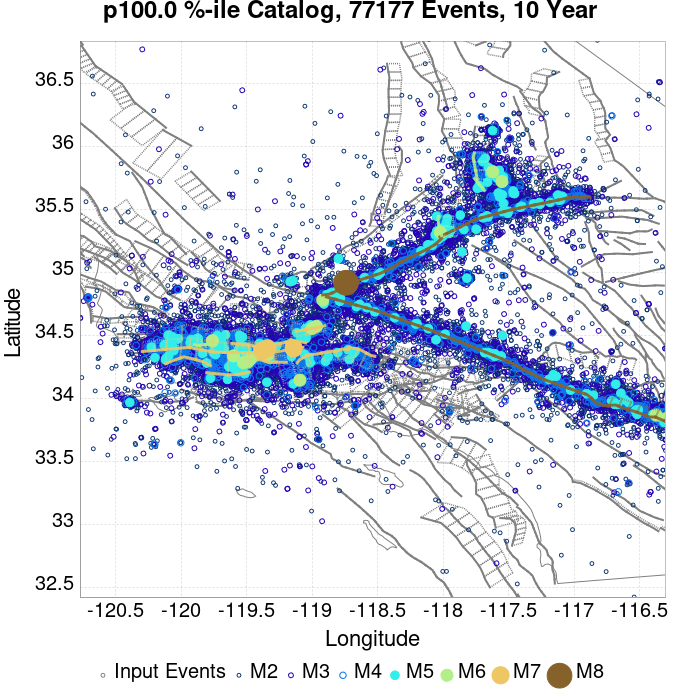 p100.0 %-ile Catalog, 77177 Events, 10 Year
36.5
36
35.5
35
34.5
34
33.5
33
32.5
Latitude
-120.5 -120 -119.5 -119 -118.5 -118 -117.5 -117 -116.5
Longitude
Input Events M2 M3 M4 M5 M6 M7 M8